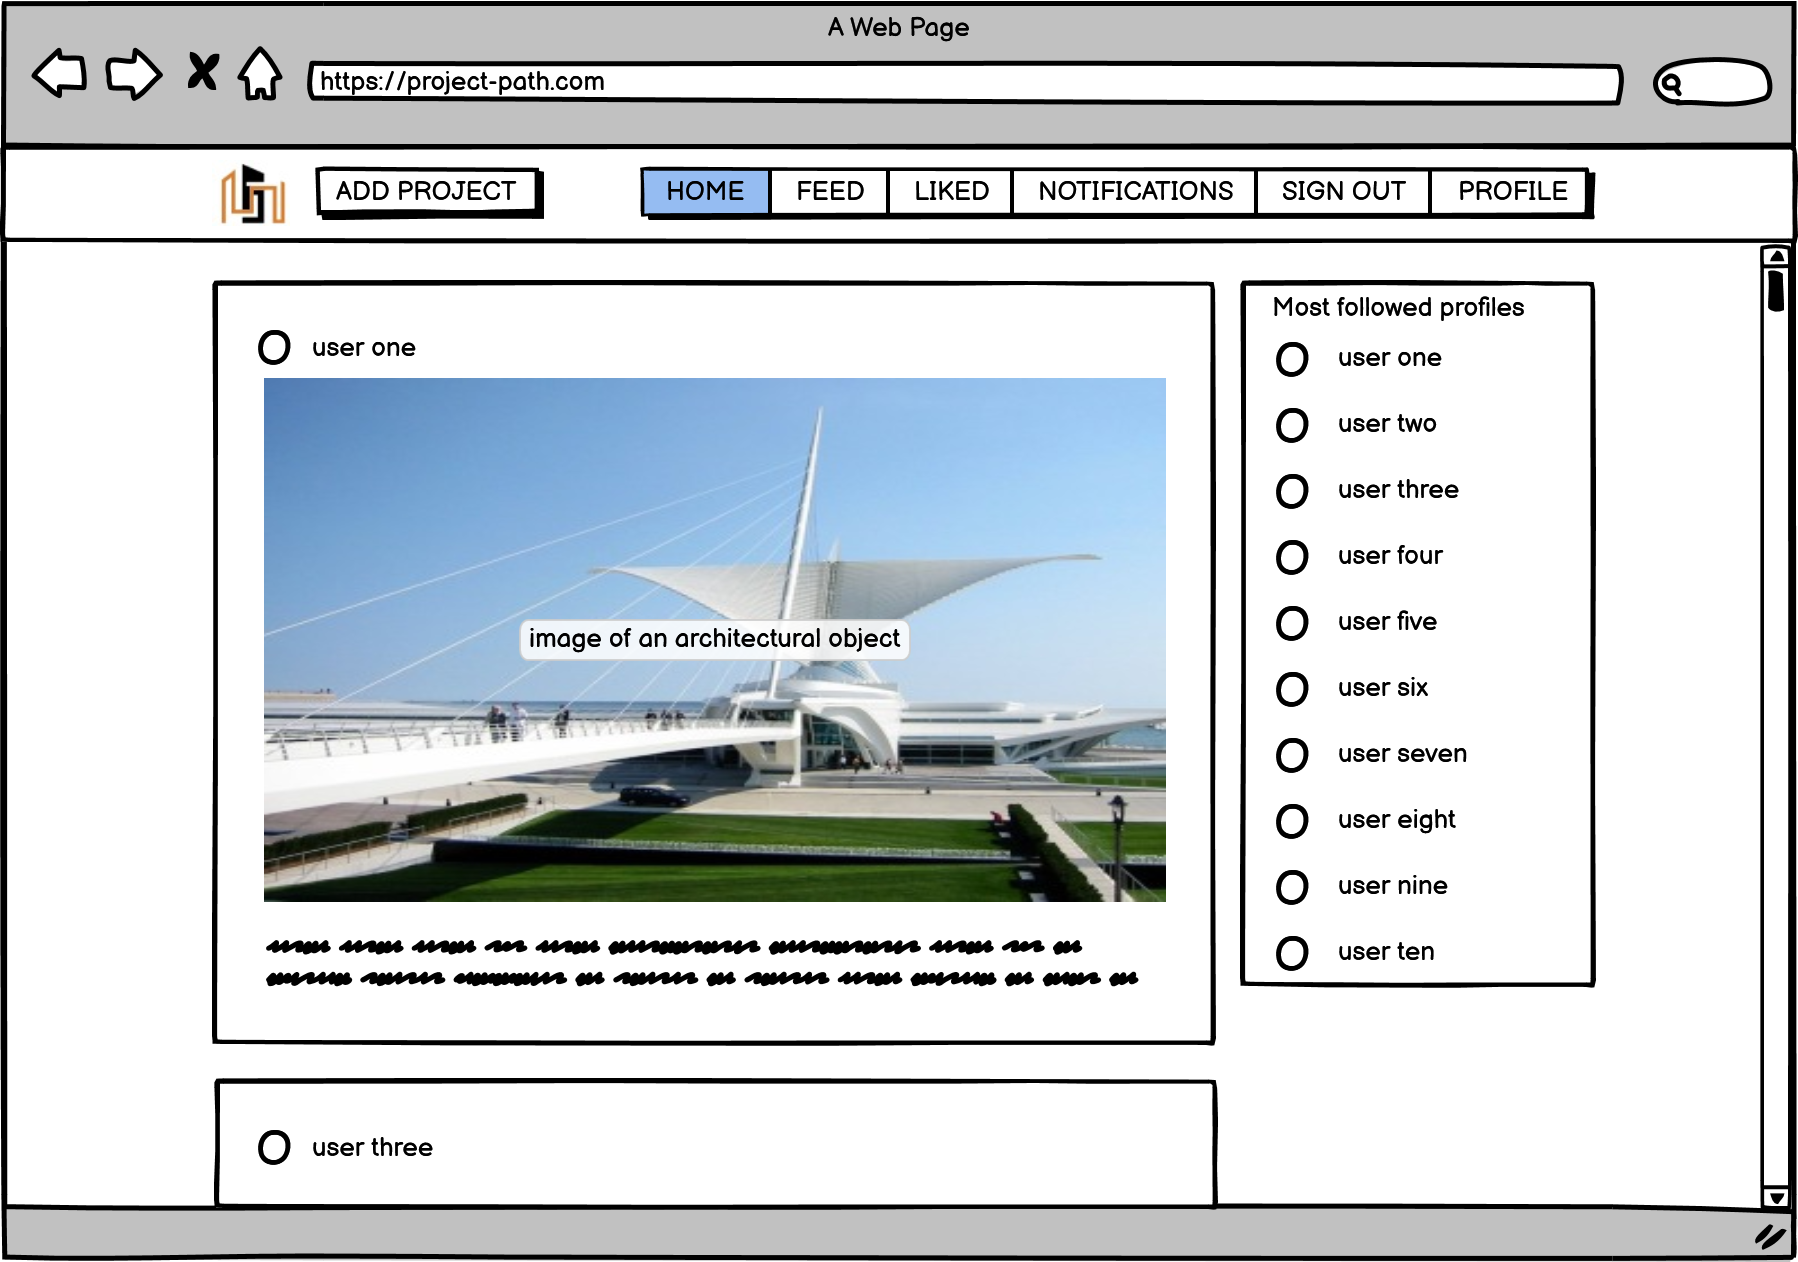 A Web Page
https://project-path.com
ADD PROJECT
HOME
FEED
LIKED
NOTIFICATIONS
SIGN OUT
PROFILE
user one
image of an architectural object
user three
Most followed profiles
user one
user two
user three
user four
user five
user six
user seven
user eight
user nine
user ten